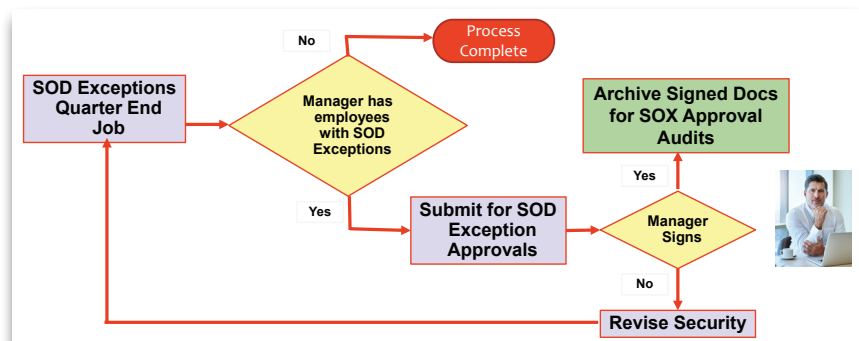 No
Process
Complete
SOD Exceptions
Quarter End
Job
Manager has
employees
with SOD
Exceptions
Archive Signed Docs
for SOX Approval
Audits
Yes
Yes
Submit for SOD
Exception
Approvals
Manager
Signs
No
Revise Security